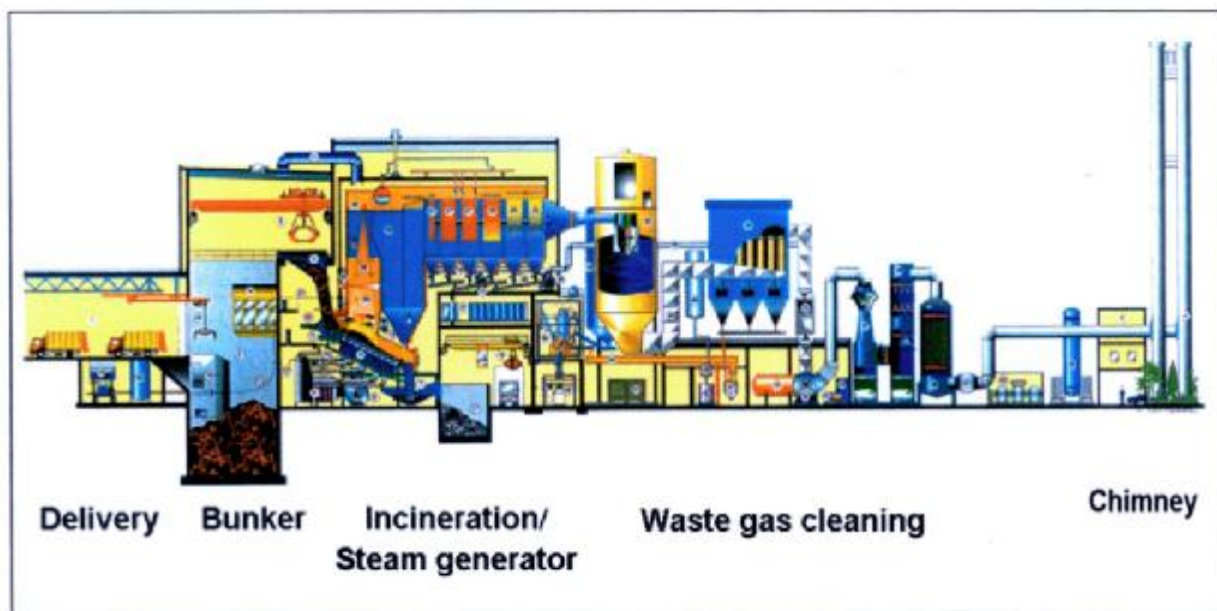 Delivery
Bunker
Incineration/
Steam generator
Waste gas cleaning
Chimney